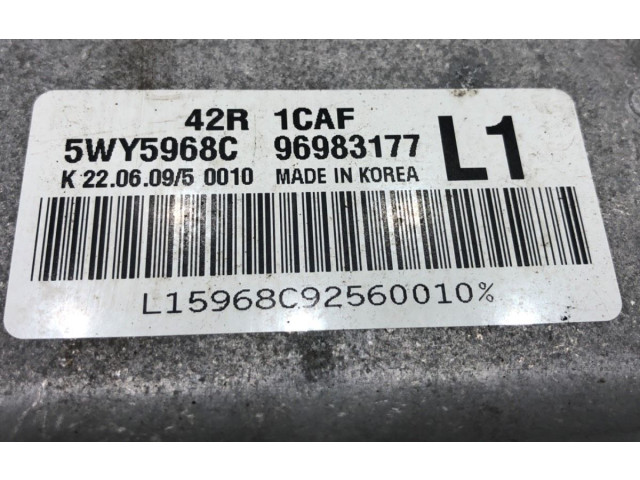 42R 1CAF
5WY5968C 96983177 L1
K 22.06.09/5 0010 MADE IN KOREA
L15968C92560010%